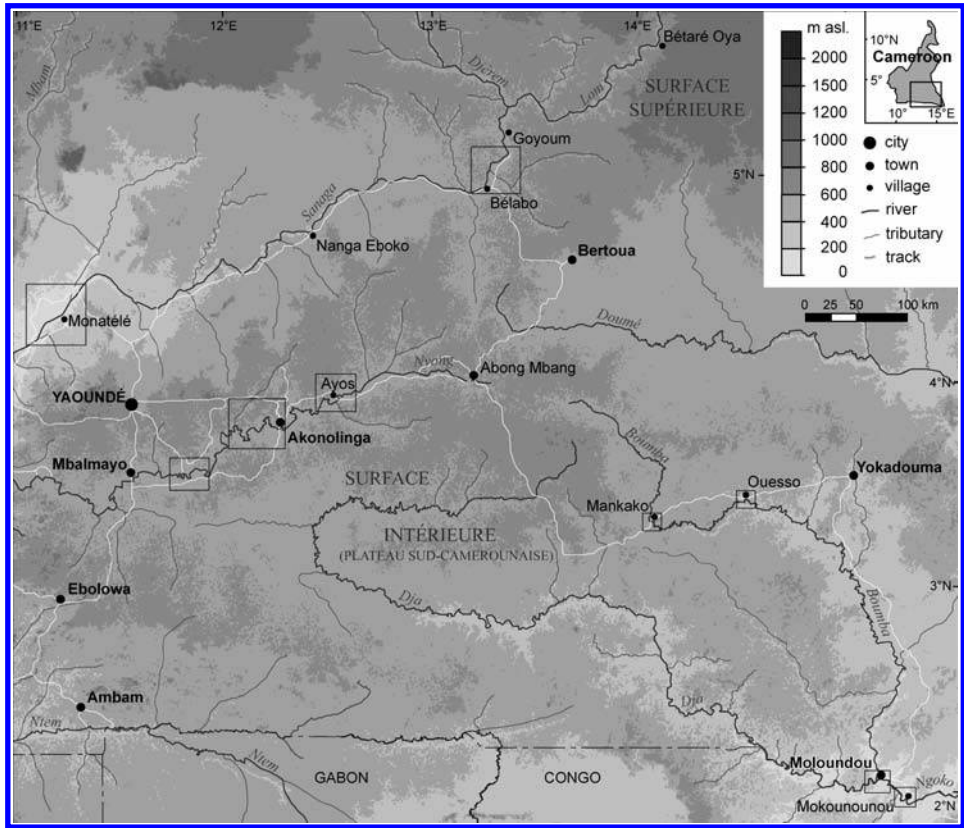 11°E
12°
13°
14°
Bétaré Oya
m asl.
2000
1500
1200
1000
800
600
400
200
0
10°N
Cameroon
5°
10°
15°E
city
town
village
river
tributary
track
0 25 50 100 km
Mbam
Djerem
Lom
SURFACE
SUPÉRIEURE
Goyoum
5°N
Bélabo
Sanaga
Nanga Eboko
Bertoua
Monatélé
Doumé
Nyong
Abong Mbang
4°N
Ayos
YAOUNDÉ
Akonolinga
Boumba
Mbalmayo
SURFACE
Yokadouma
Ouesso
Mankako
INTÉRIEURE
(PLATEAU SUD-CAMEROUNAISE)
3°N
Ebolowa
Dja
Boumba
Ambam
Dja
Ntem
Ntem
Moloundou
GABON
CONGO
Ngoko
Mokounounou
2°N